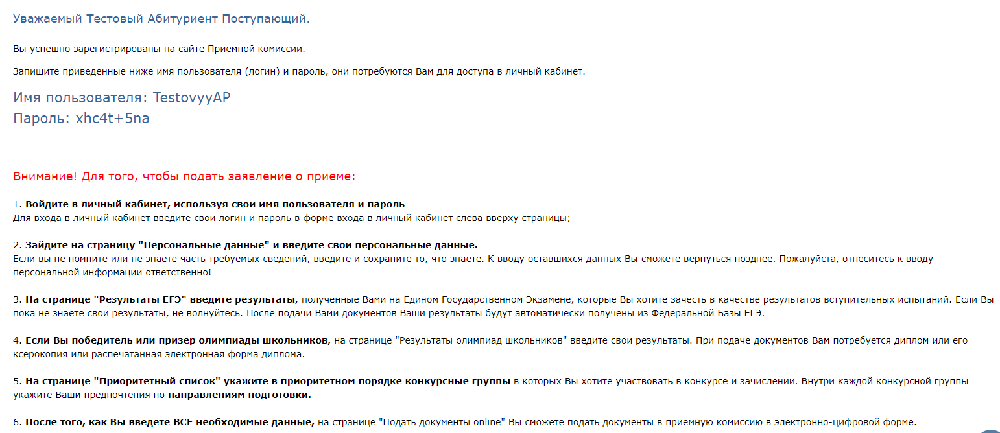 Уважаемый Тестовый Абитуриент Поступающий.
Вы успешно зарегистрированы на сайте Приемной комиссии.
Запишите приведенные ниже имя пользователя (логин) и пароль, они потребуются Вам для доступа в личный кабинет.
Имя пользователя: TestovyyAP
Пароль: xhc4t+5na
Внимание! Для того, чтобы подать заявление о приеме:
1. Войдите в личный кабинет, используя свои имя пользователя и пароль
Для входа в личный кабинет введите свои логин и пароль в форме входа в личный кабинет слева вверху страницы;
2. Зайдите на страницу "Персональные данные" и введите свои персональные данные.
Если вы не помните или не знаете часть требуемых сведений, введите и сохраните то, что знаете. К вводу оставшихся данных Вы сможете вернуться позднее. Пожалуйста, отнеситесь к вводу
персональной информации ответственно!
3. На странице "Результаты ЕГЭ" введите результаты, полученные Вами на Едином Государственном Экзамене, которые Вы хотите зачесть в качестве результатов вступительных испытаний. Если Вы
пока не знаете свои результаты, не волнуйтесь. После подачи Вами документов Ваши результаты будут автоматически получены из Федеральной Базы ЕГЭ.
4. Если Вы победитель или призер олимпиады школьников, на странице "Результаты олимпиад школьников" введите свои результаты. При подаче документов Вам потребуется диплом или его
ксерокопия или распечатанная электронная форма диплома.
5. На странице "Приоритетный список" укажите в приоритетном порядке конкурсные группы в которых Вы хотите участвовать в конкурсе и зачислении. Внутри каждой конкурсной группы
укажите Ваши предпочтения по направлениям подготовки.
6. После того, как Вы введете ВСЕ необходимые данные, на странице "Подать документы online" Вы сможете подать документы в приемную комиссию в электронно-цифровой форме.